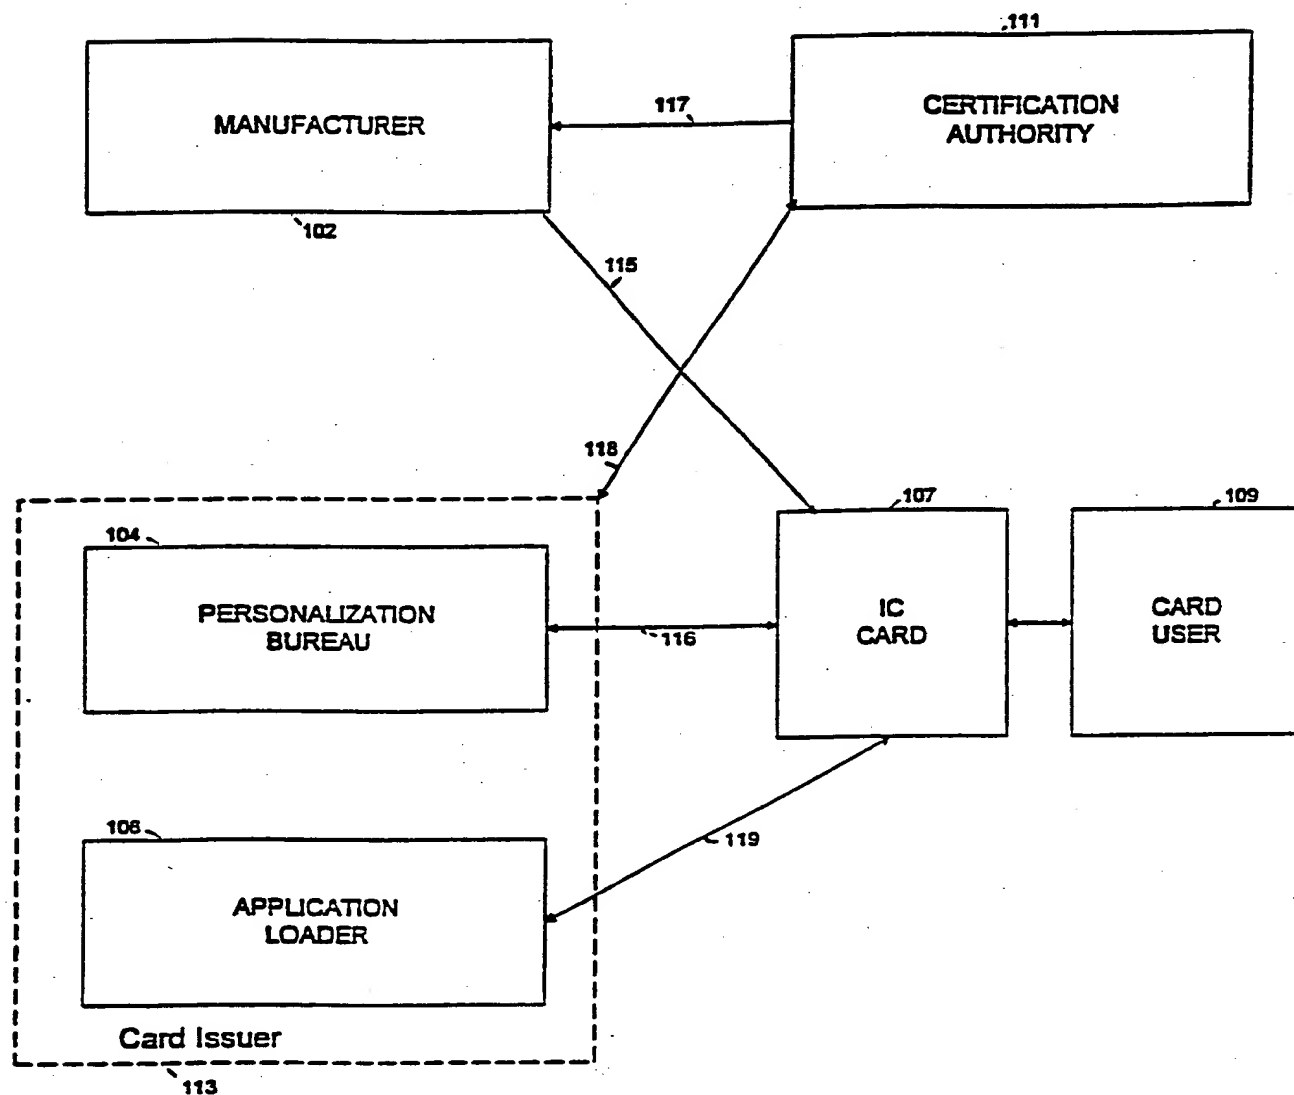 111
MANUFACTURER
117
CERTIFICATION
AUTHORITY
102
115
118
107
109
104
PERSONALIZATION
BUREAU
116
IC
CARD
CARD
USER
108
119
APPLICATION
LOADER
Card Issuer
113